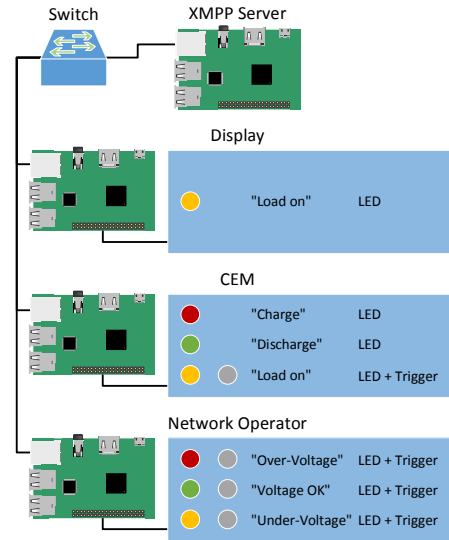 Switch
XMPP Server
Display
"Load on" LED
CEM
"Charge" LED
"Discharge" LED
"Load on" LED + Trigger
Network Operator
"Over-Voltage" LED + Trigger
"Voltage OK" LED + Trigger
"Under-Voltage" LED + Trigger